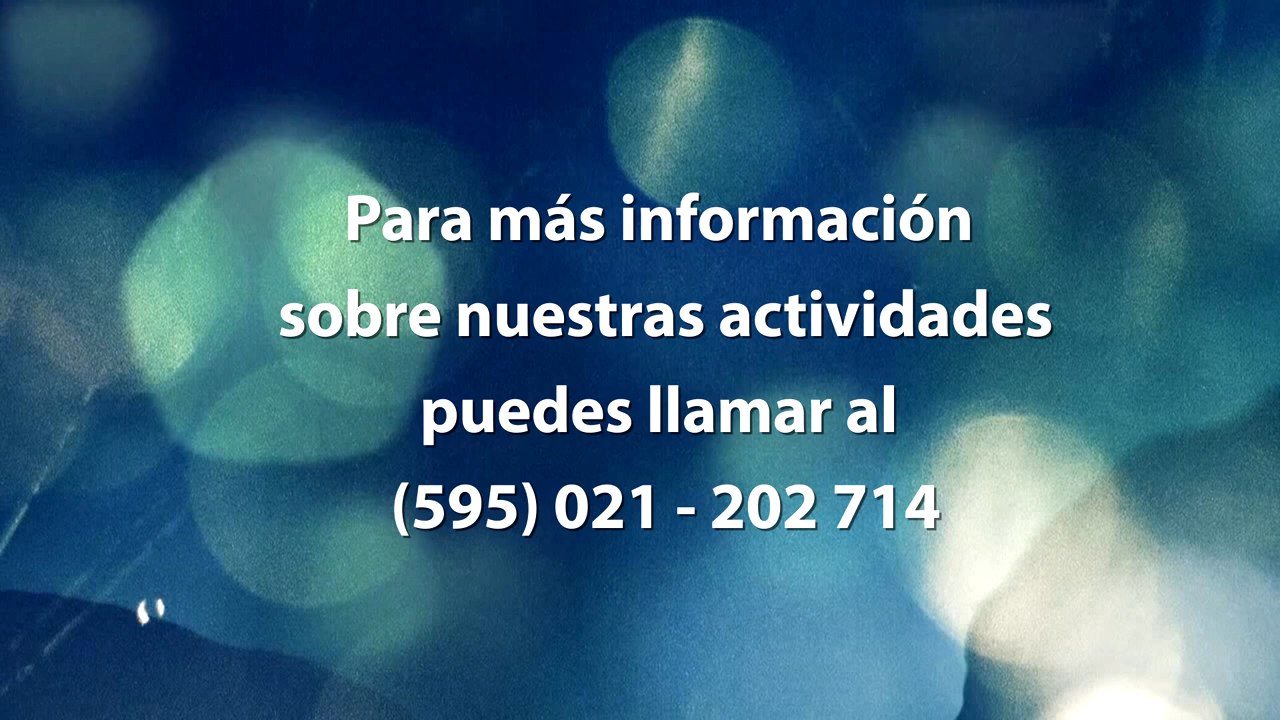 Para más información
sobre nuestras actividades
puedes llamar al
(595) 021 - 202 714